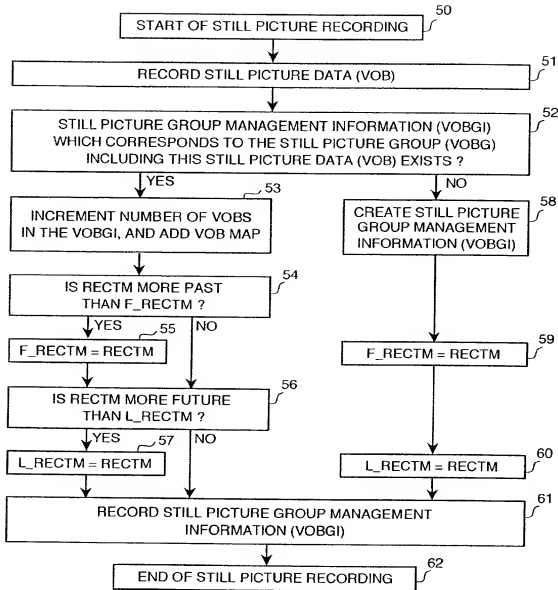 50
START OF STILL PICTURE RECORDING
51
RECORD STILL PICTURE DATA (VOB)
52
STILL PICTURE GROUP MANAGEMENT INFORMATION (VOBGI)
WHICH CORRESPONDS TO THE STILL PICTURE GROUP (VOBG)
INCLUDING THIS STILL PICTURE DATA (VOB) EXISTS ?
YES
53
INCREMENT NUMBER OF VOBS
IN THE VOBGI, AND ADD VOB MAP
54
IS RECTM MORE PAST
THAN F_RECTM ?
YES
55
NO
F_RECTM = RECTM
56
IS RECTM MORE FUTURE
THAN L_RECTM ?
YES
57
NO
L_RECTM = RECTM
NO
58
CREATE STILL PICTURE
GROUP MANAGEMENT
INFORMATION (VOBGI)
59
F_RECTM = RECTM
60
L_RECTM = RECTM
61
RECORD STILL PICTURE GROUP MANAGEMENT
INFORMATION (VOBGI)
62
END OF STILL PICTURE RECORDING